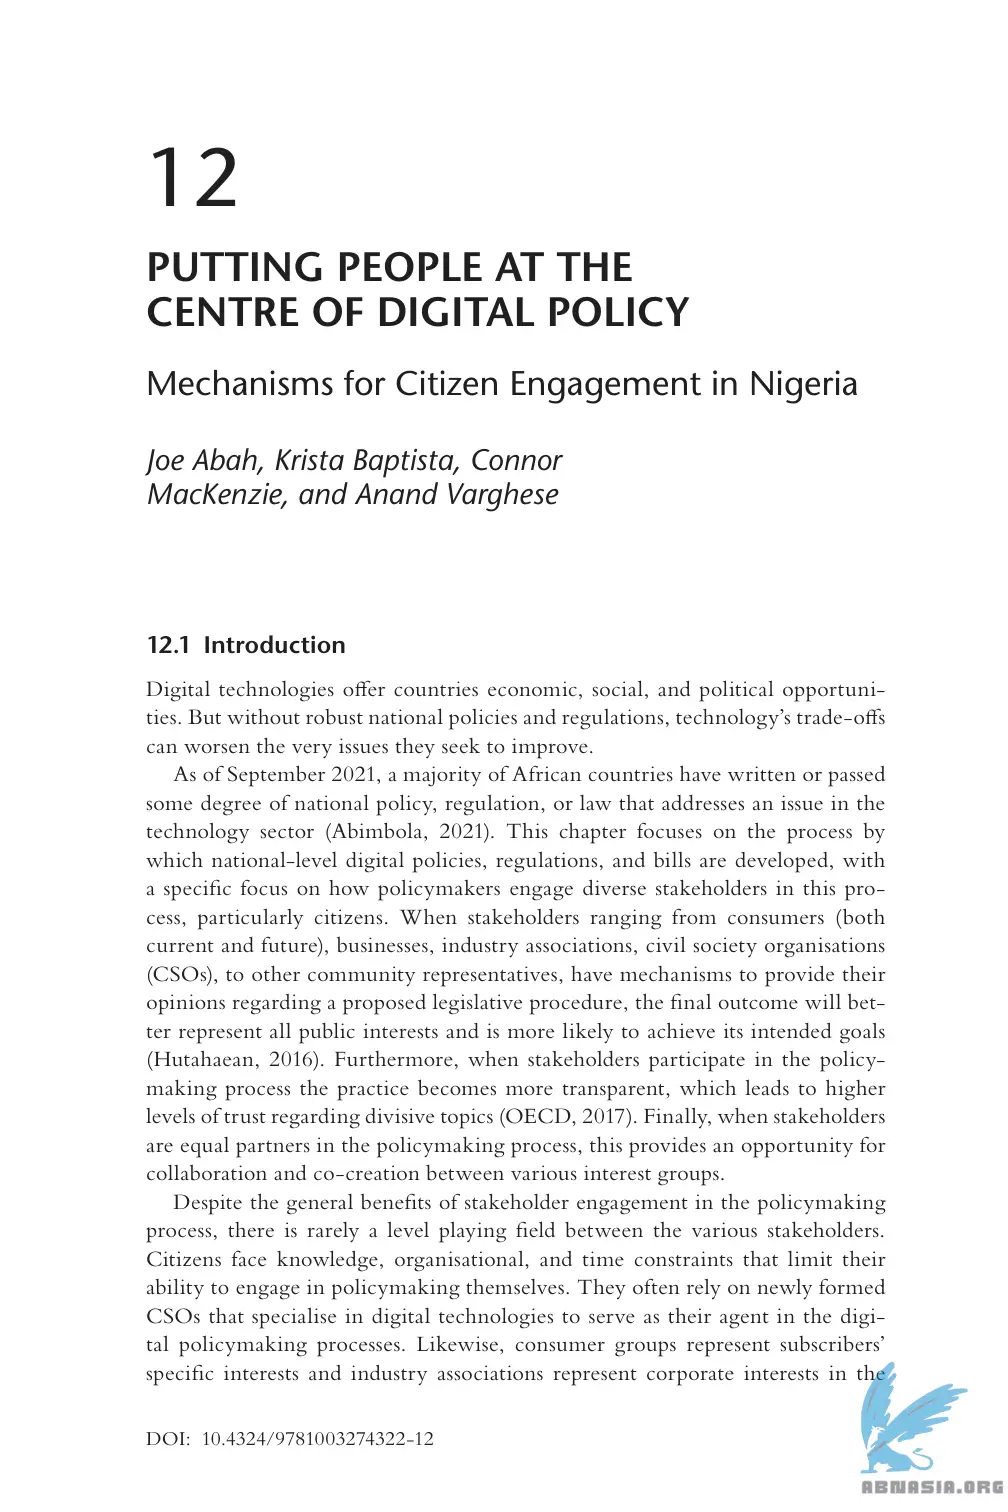 12
PUTTING PEOPLE AT THE
CENTRE OF DIGITAL POLICY
Mechanisms for Citizen Engagement in Nigeria
Joe Abah, Krista Baptista, Connor
MacKenzie, and Anand Varghese
12.1 Introduction
Digital technologies offer countries economic, social, and political opportuni-
ties. But without robust national policies and regulations, technology’s trade-offs
can worsen the very issues they seek to improve.
As of September 2021, a majority of African countries have written or passed
some degree of national policy, regulation, or law that addresses an issue in the
technology sector (Abimbola, 2021). This chapter focuses on the process by
which national-level digital policies, regulations, and bills are developed, with
a specific focus on how policymakers engage diverse stakeholders in this pro-
cess, particularly citizens. When stakeholders ranging from consumers (both
current and future), businesses, industry associations, civil society organisations
(CSOs), to other community representatives, have mechanisms to provide their
opinions regarding a proposed legislative procedure, the final outcome will bet-
ter represent all public interests and is more likely to achieve its intended goals
(Hutahaean, 2016). Furthermore, when stakeholders participate in the policy-
making process the practice becomes more transparent, which leads to higher
levels of trust regarding divisive topics (OECD, 2017). Finally, when stakeholders
are equal partners in the policymaking process, this provides an opportunity for
collaboration and co-creation between various interest groups.
Despite the general benefits of stakeholder engagement in the policymaking
process, there is rarely a level playing field between the various stakeholders.
Citizens face knowledge, organisational, and time constraints that limit their
ability to engage in policymaking themselves. They often rely on newly formed
CSOs that specialise in digital technologies to serve as their agent in the digi-
tal policymaking processes. Likewise, consumer groups represent subscribers’
specific interests and industry associations represent corporate interests in the
DOI: 10.4324/9781003274322-12
ABNASIA.ORG